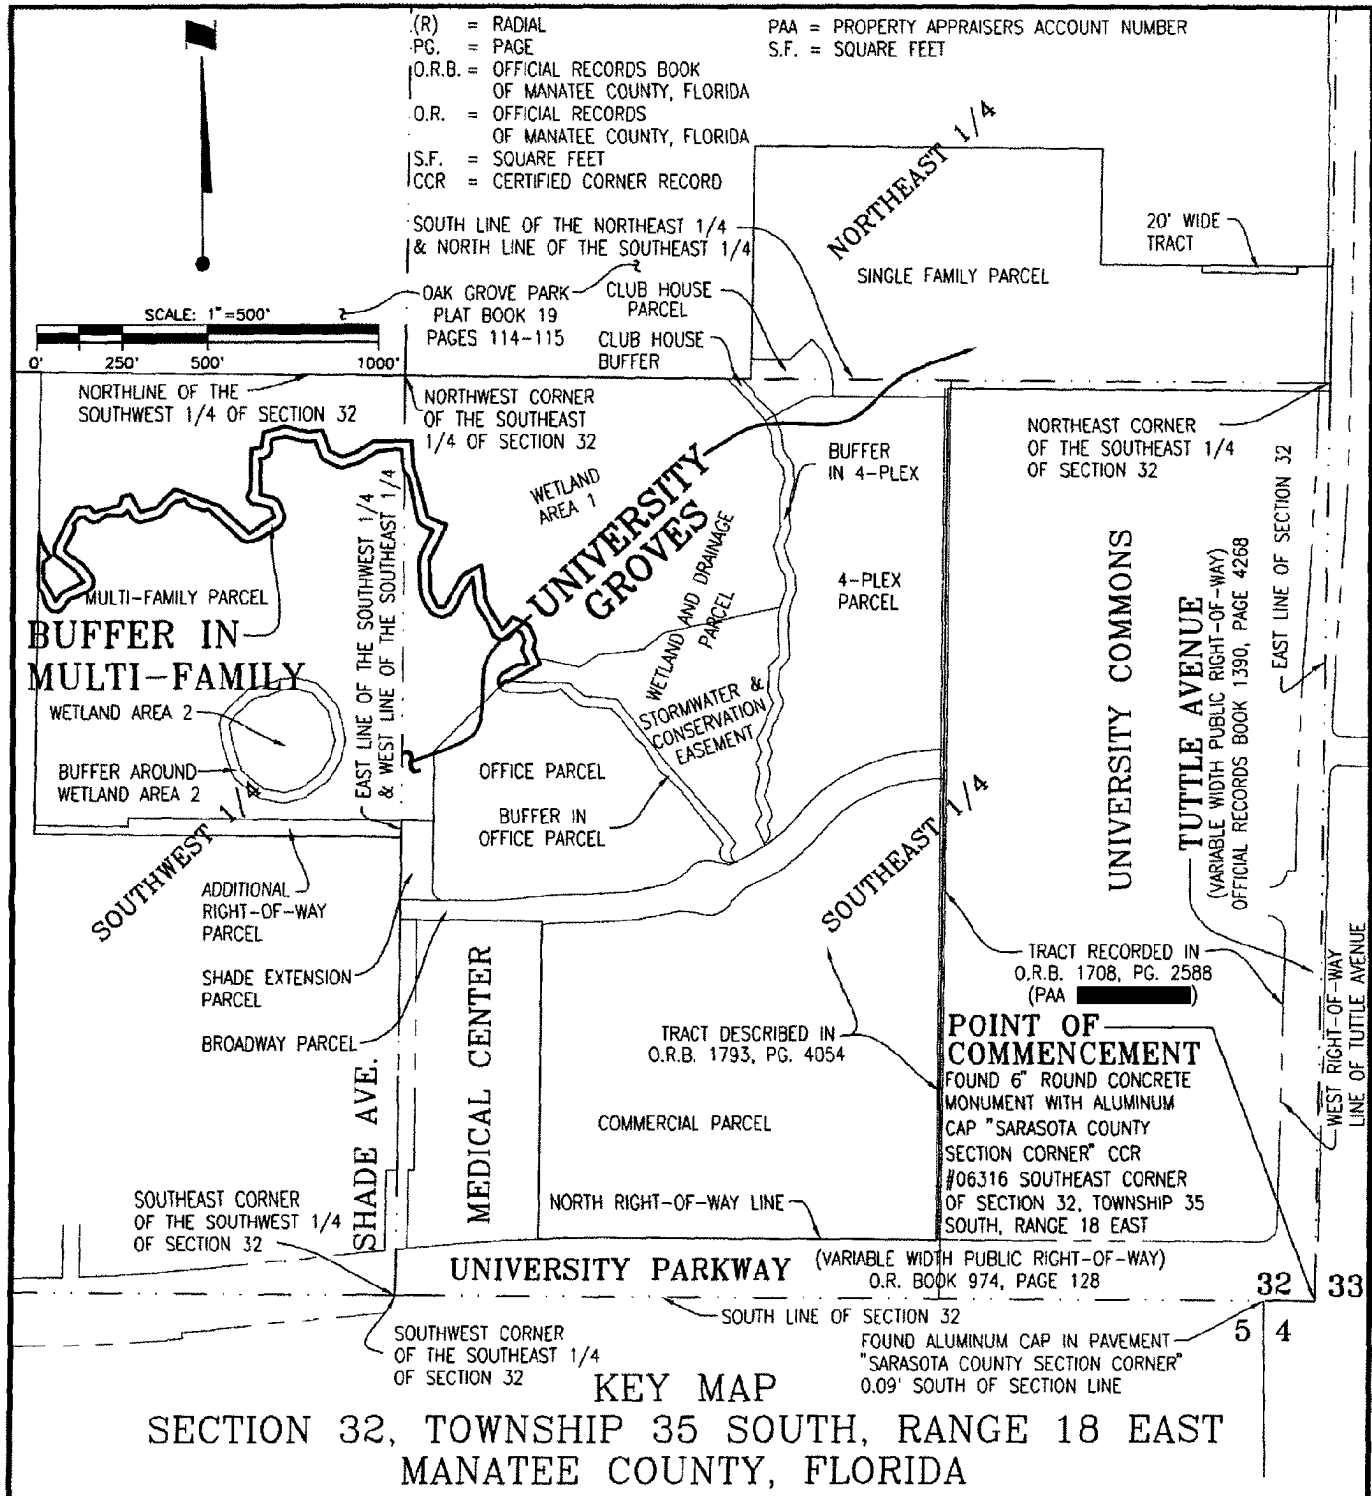 (R) = RADIAL
PG. = PAGE
O.R.B. = OFFICIAL RECORDS BOOK
OF MANATEE COUNTY, FLORIDA
O.R. = OFFICIAL RECORDS
OF MANATEE COUNTY, FLORIDA
S.F. = SQUARE FEET
CCR = CERTIFIED CORNER RECORD
PAA = PROPERTY APPRAISERS ACCOUNT NUMBER
S.F. = SQUARE FEET
SOUTH LINE OF THE NORTHEAST 1/4
& NORTH LINE OF THE SOUTHEAST 1/4
NORTHEAST 1/4
20' WIDE
TRACT
SINGLE FAMILY PARCEL
OAK GROVE PARK
PLAT BOOK 19
PAGES 114-115
CLUB HOUSE
PARCEL
CLUB HOUSE
BUFFER
SCALE: 1"=500'
0' 250' 500' 1000'
NORTHLINE OF THE
SOUTHWEST 1/4 OF SECTION 32
NORTHWEST CORNER
OF THE SOUTHEAST
1/4 OF SECTION 32
NORTHEAST CORNER
OF THE SOUTHEAST 1/4
OF SECTION 32
BUFFER
IN 4-PLEX
WETLAND
AREA 1
UNIVERSITY
GROVES
WETLAND AND DRAINAGE
PARCEL
4-PLEX
PARCEL
EAST LINE OF THE SOUTHWEST 1/4
& WEST LINE OF THE SOUTHEAST 1/4
MULTI-FAMILY PARCEL
BUFFER IN
MULTI-FAMILY
WETLAND AREA 2
BUFFER AROUND
WETLAND AREA 2
STORMWATER &
CONSERVATION
EASEMENT
OFFICE PARCEL
BUFFER IN
OFFICE PARCEL
UNIVERSITY COMMONS
TUTTLE AVENUE
(VARIABLE WIDTH PUBLIC RIGHT-OF-WAY)
OFFICIAL RECORDS BOOK 1390, PAGE 4268
EAST LINE OF SECTION 32
SOUTHWEST 1/4
SOUTHEAST 1/4
ADDITIONAL
RIGHT-OF-WAY
PARCEL
SHADE EXTENSION
PARCEL
BROADWAY PARCEL
SHADE AVE.
MEDICAL CENTER
TRACT RECORDED IN
O.R.B. 1708, PG. 2588
(PAA )
TRACT DESCRIBED IN
O.R.B. 1793, PG. 4054
WEST RIGHT-OF-WAY
LINE OF TUTTLE AVENUE
POINT OF
COMMENCEMENT
FOUND 6" ROUND CONCRETE
MONUMENT WITH ALUMINUM
CAP "SARASOTA COUNTY
SECTION CORNER" CCR
#06316 SOUTHEAST CORNER
OF SECTION 32, TOWNSHIP 35
SOUTH, RANGE 18 EAST
COMMERCIAL PARCEL
NORTH RIGHT-OF-WAY LINE
SOUTHEAST CORNER
OF THE SOUTHWEST 1/4
OF SECTION 32
UNIVERSITY PARKWAY
(VARIABLE WIDTH PUBLIC RIGHT-OF-WAY)
O.R. BOOK 974, PAGE 128
32 33
5 4
SOUTH LINE OF SECTION 32
SOUTHWEST CORNER
OF THE SOUTHEAST 1/4
OF SECTION 32
FOUND ALUMINUM CAP IN PAVEMENT
"SARASOTA COUNTY SECTION CORNER"
0.09' SOUTH OF SECTION LINE
KEY MAP
SECTION 32, TOWNSHIP 35 SOUTH, RANGE 18 EAST
MANATEE COUNTY, FLORIDA